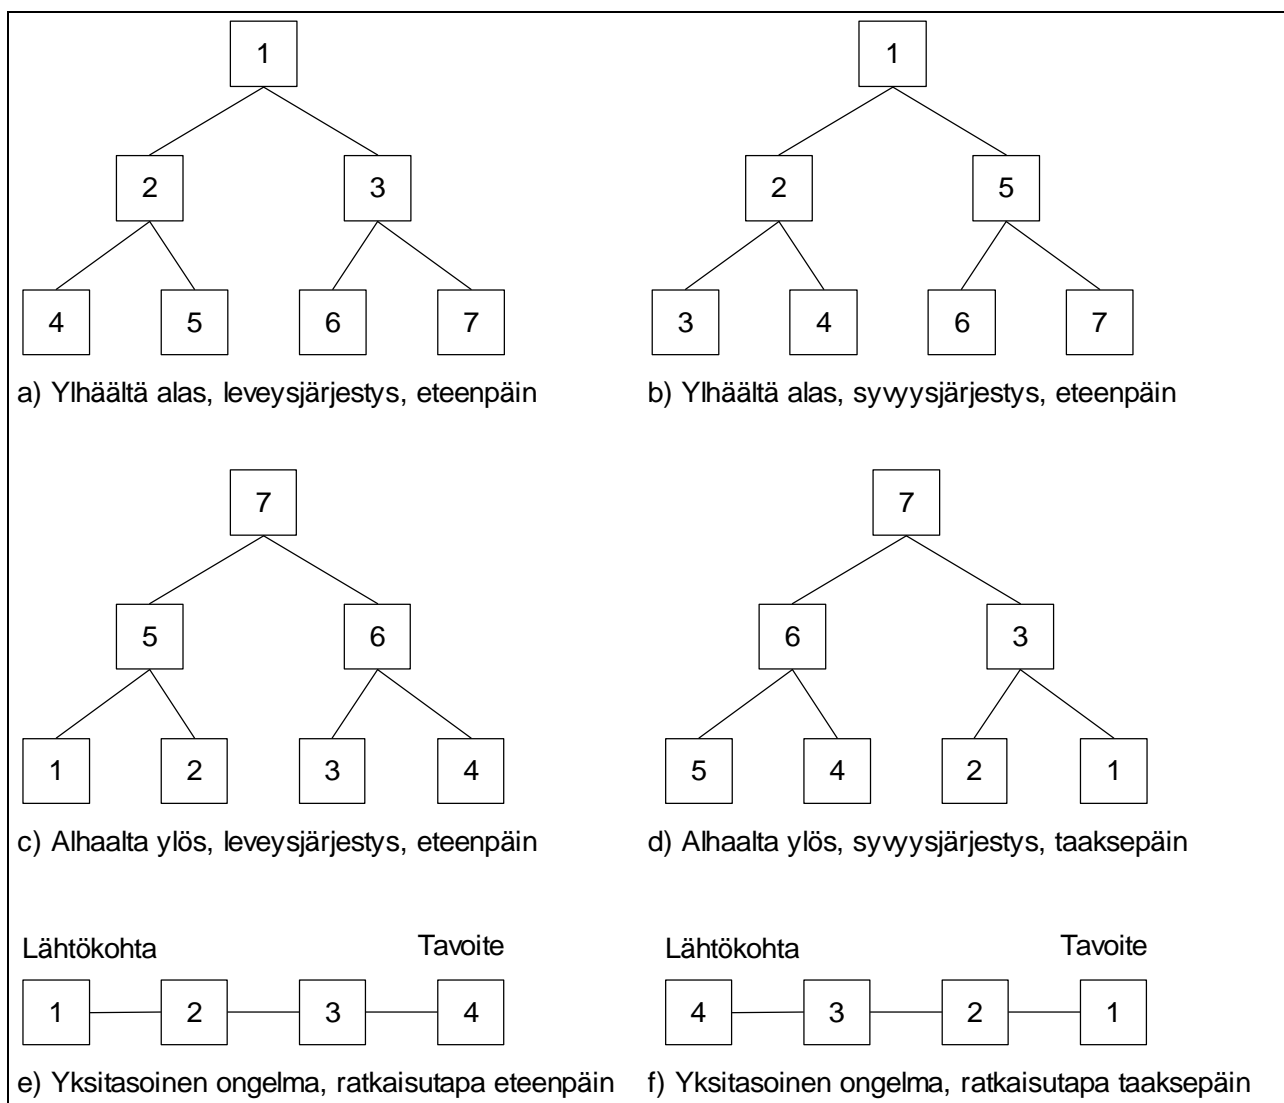 1 1
2 3 2 5
4 5 6 7 3 4 6 7
a) Ylhäältä alas, leveysjärjestys, eteenpäin b) Ylhäältä alas, syvyysjärjestys, eteenpäin
7 7
5 6 6 3
1 2 3 4 5 4 2 1
c) Alhaalta ylös, leveysjärjestys, eteenpäin d) Alhaalta ylös, syvyysjärjestys, taaksepäin
Lähtökohta Tavoite Lähtökohta Tavoite
1 2 3 4 4 3 2 1
e) Yksitasoinen ongelma, ratkaisutapa eteenpäin f) Yksitasoinen ongelma, ratkaisutapa taaksepäin